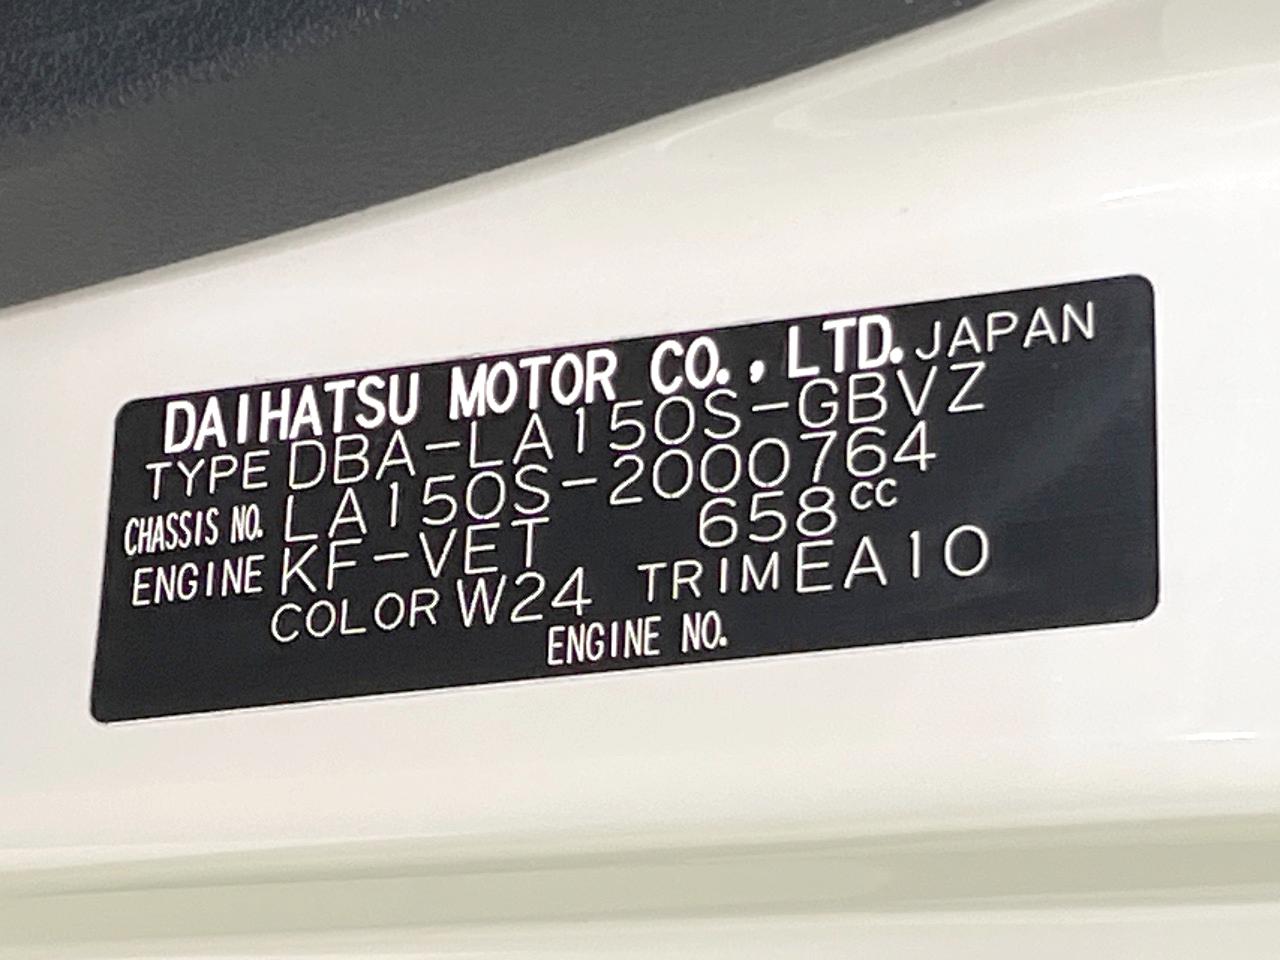 DAIHATSU MOTOR CO., LTD. JAPAN
TYPE DBA-LA150S-GBVZ
CHASSIS NO. LA150S-2000764
ENGINE KF-VET 658cc
COLOR W24 TRIM EA10
ENGINE NO.